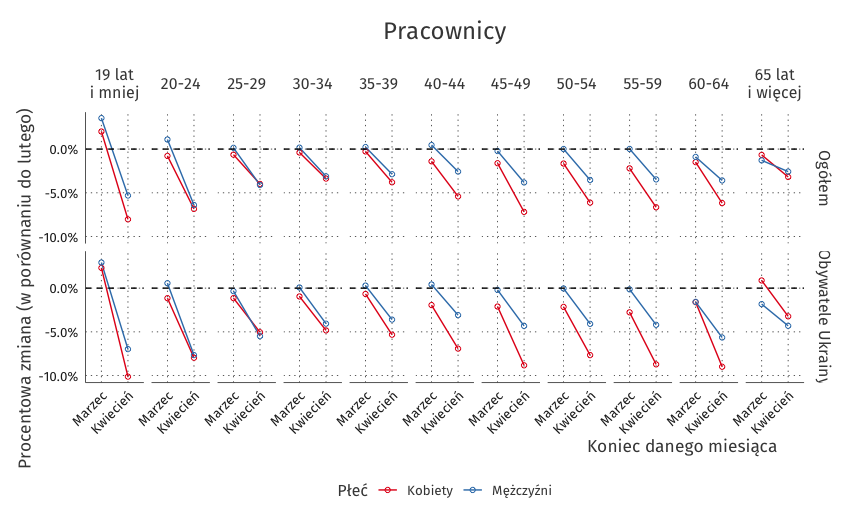 Pracownicy
19 lat
i mniej
20-24
25-29
30-34
35-39
40-44
45-49
50-54
55-59
60-64
65 lat
i więcej
Procentowa zmiana (w porównaniu do lutego)
0.0%
-5.0%
-10.0%
Ogółem
0.0%
-5.0%
-10.0%
Obywatele Ukrainy
Marzec
Kwiecień
Marzec
Kwiecień
Marzec
Kwiecień
Marzec
Kwiecień
Marzec
Kwiecień
Marzec
Kwiecień
Marzec
Kwiecień
Marzec
Kwiecień
Marzec
Kwiecień
Marzec
Kwiecień
Marzec
Kwiecień
Koniec danego miesiąca
Płeć Kobiety Mężczyźni